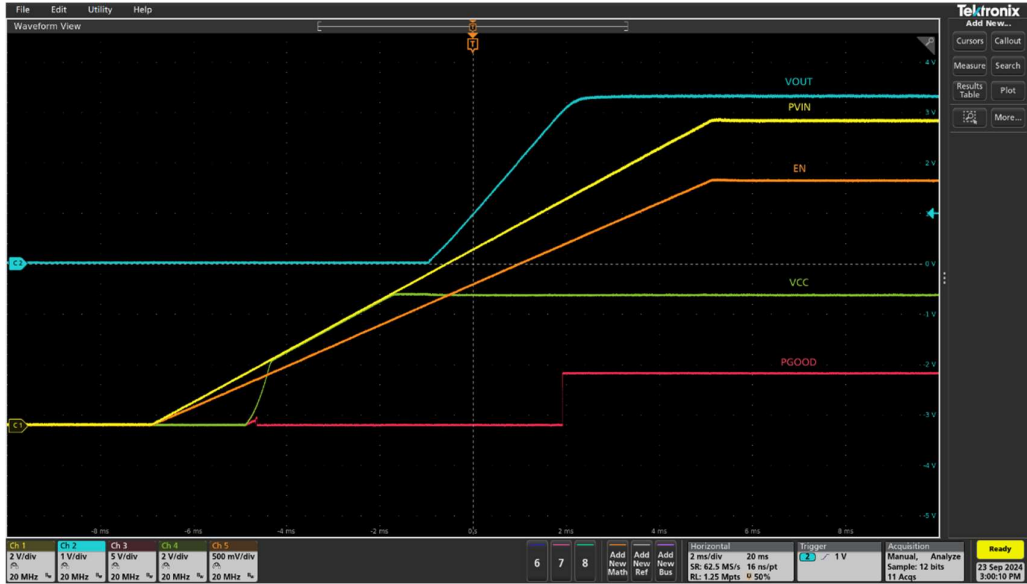 File Edit Utility Help
Tektronix
Waveform View
Add New...
T
Cursors Callout
4 V
Measure Search
VOUT
Results Table Plot
PVIN
3 V
More...
EN
2 V
C2
0 V
VCC
-1 V
PGOOD
-2 V
C1
-3 V
-4 V
-5 V
-8 ms -6 ms -4 ms -2 ms 0 s 2 ms 4 ms 6 ms 8 ms
Ch 1 Ch 2 Ch 3 Ch 4 Ch 5
2 V/div 1 V/div 5 V/div 2 V/div 500 mV/div
20 MHz 20 MHz 20 MHz 20 MHz 20 MHz
6 7 8
Add New Math
Add New Ref
Add New Bus
Horizontal
2 ms/div 20 ms
SR: 62.5 MS/s 16 ns/pt
RL: 1.25 Mpts 50%
Trigger
2 1 V
Acquisition
Manual, Analyze
Sample: 12 bits
11 Acqs
Ready
23 Sep 2024
3:00:10 PM